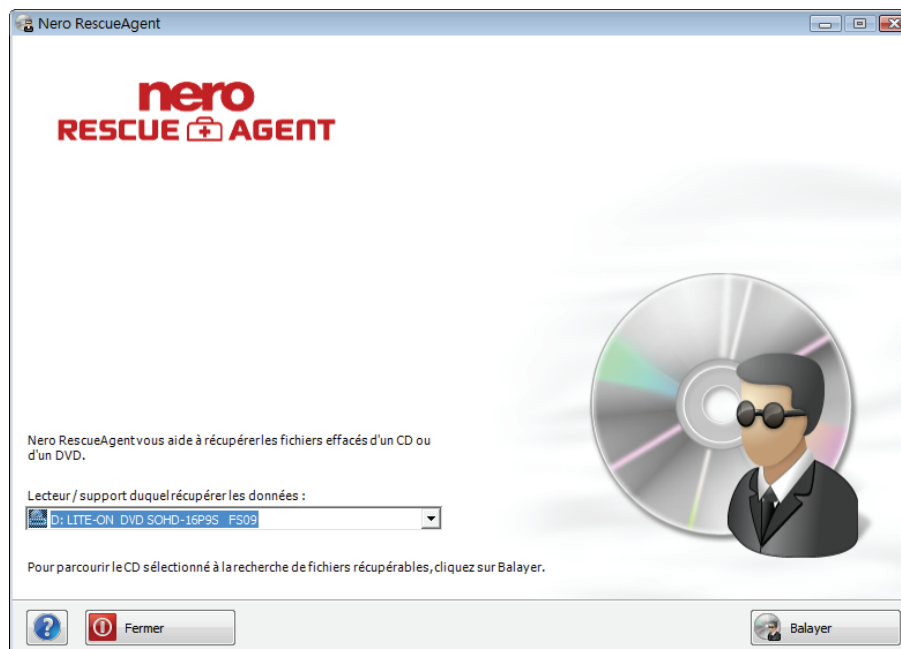 Nero RescueAgent
nero
RESCUE AGENT
Nero RescueAgent vous aide à récupérer les fichiers effacés d'un CD ou
d'un DVD.
Lecteur / support duquel récupérer les données :
D: LITE-ON DVD SOHD-16P9S FS09
Pour parcourir le CD sélectionné à la recherche de fichiers récupérables, cliquez sur Balayer.
?
Fermer
Balayer